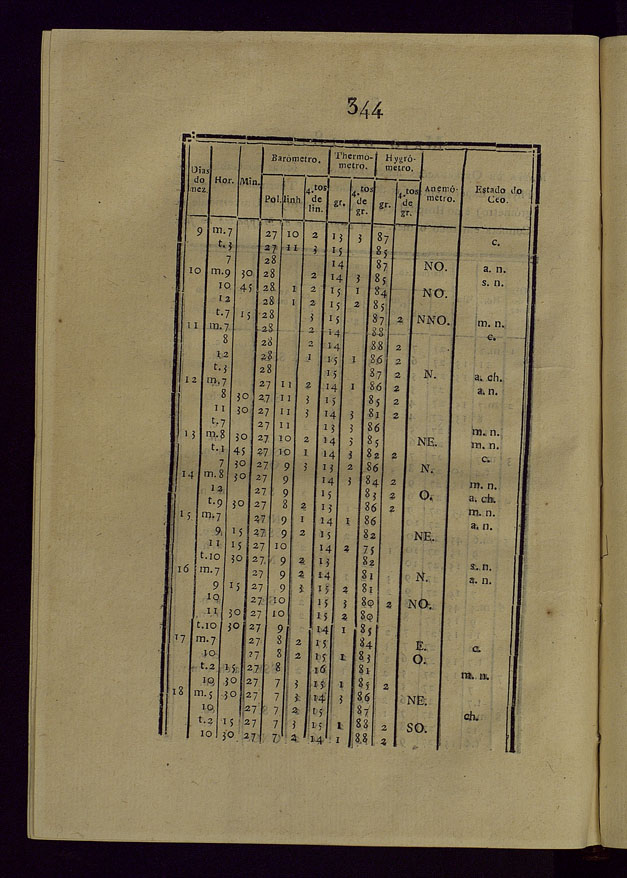 344
Dias do mez. Hor. Min. Barómetro. Thermometro. Hygrómetro. Anemómetro. Estado do Ceo.
Pol. linh. 4.tos de lin. gr. 4.tos de gr. gr. 4.tos de gr.
9 m.7 27 10 2 13 3 87 c.
t.3 27 11 3 15 85
7 28 14 87 NO. a. n.
10 m.9 30 28 2 14 3 85 s. n.
10 45 28 1 2 15 1 84 NO.
12 28 1 2 15 2 85
t.7 15 28 3 15 87 2 NNO. m. n.
11 m.7 28 2 14 88 c.
8 28 2 14 88 2
12 28 1 15 1 86 2
t.3 28 15 87 2 N. a. ch.
12 m.7 27 11 2 14 1 86 2 a. n.
8 30 27 11 3 15 85 2
11 30 27 11 3 14 3 81 2
t.7 27 11 13 3 86 m. n.
13 m.8 30 27 10 2 14 3 85 NE. m. n.
t.1 45 27 10 1 14 3 82 2 c.
7 30 27 9 3 13 2 86 N.
14 m.8 30 27 9 14 3 84 2 m. n.
12 27 9 15 83 2 O. a. ch.
t.9 30 27 8 2 13 86 2 m. n.
15 m.7 27 9 1 14 1 86 a. n.
9 15 27 9 2 15 82 NE.
11 15 27 10 14 2 75
t.10 30 27 9 2 13 82 s. n.
16 m.7 27 9 2 14 81 N. a. n.
9 15 27 9 3 15 2 81
10 27 10 15 3 80 2 NO.
11 30 27 10 15 2 80
t.10 30 27 9 14 1 85
17 m.7 27 8 2 15 84 E. c.
10 27 8 2 15 1 83 O.
t.2 15 27 8 16 81 m. n.
10 30 27 7 3 15 1 85 2
18 m.5 30 27 7 3 14 3 86 NE.
10 27 7 2 15 87 ch.
t.2 15 27 7 3 15 1 88 2 SO.
10 30 27 7 2 14 1 88 2